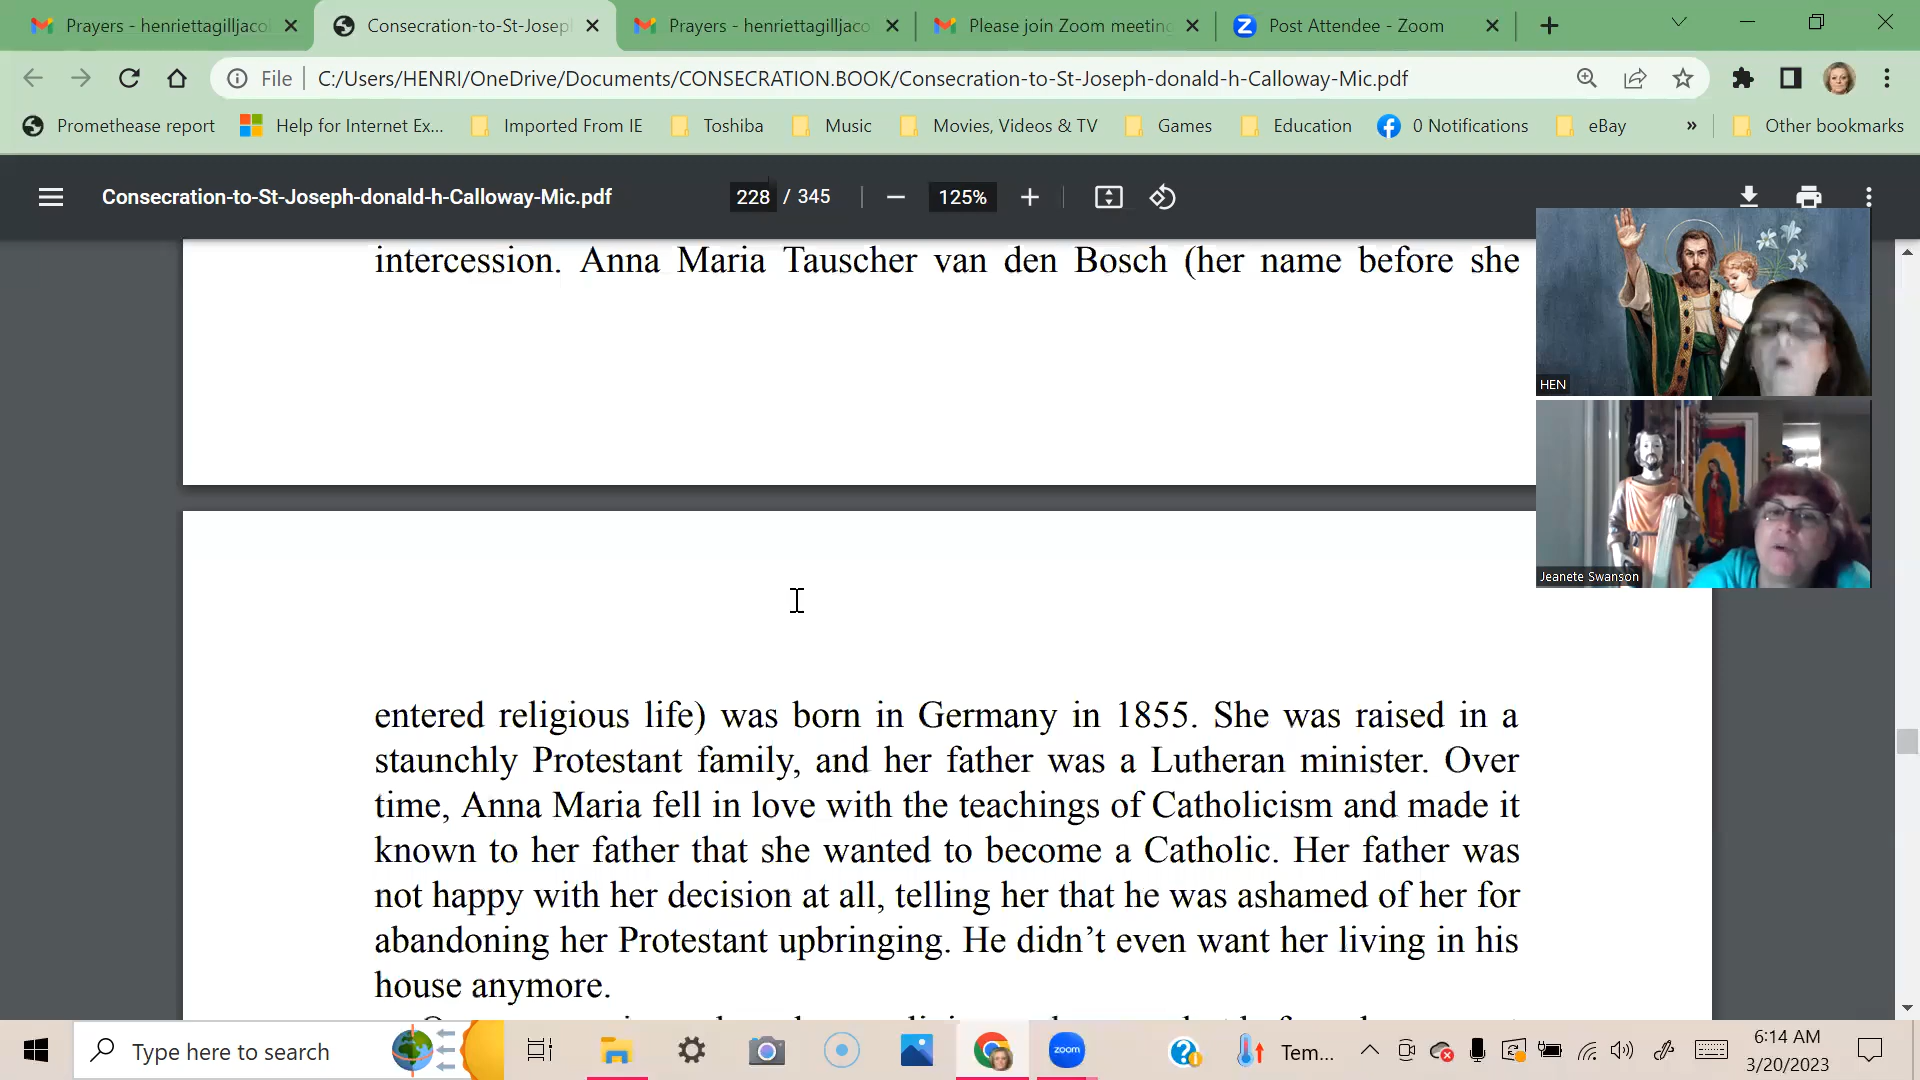 Prayers - henriettagilljaco
Consecration-to-St-Joseph
Prayers - henriettagilljaco
Please join Zoom meeting
Post Attendee - Zoom
File
C:/Users/HENRI/OneDrive/Documents/CONSECRATION.BOOK/Consecration-to-St-Joseph-donald-h-Calloway-Mic.pdf
Promethease report
Help for Internet Ex...
Imported From IE
Toshiba
Music
Movies, Videos & TV
Games
Education
0 Notifications
eBay
»
Other bookmarks
Consecration-to-St-Joseph-donald-h-Calloway-Mic.pdf
228 / 345
125%
intercession. Anna Maria Tauscher van den Bosch (her name before she
HEN
Jeanete Swanson
entered religious life) was born in Germany in 1855. She was raised in a
staunchly Protestant family, and her father was a Lutheran minister. Over
time, Anna Maria fell in love with the teachings of Catholicism and made it
known to her father that she wanted to become a Catholic. Her father was
not happy with her decision at all, telling her that he was ashamed of her for
abandoning her Protestant upbringing. He didn’t even want her living in his
house anymore.
Type here to search
zoom
Tem...
6:14 AM
3/20/2023